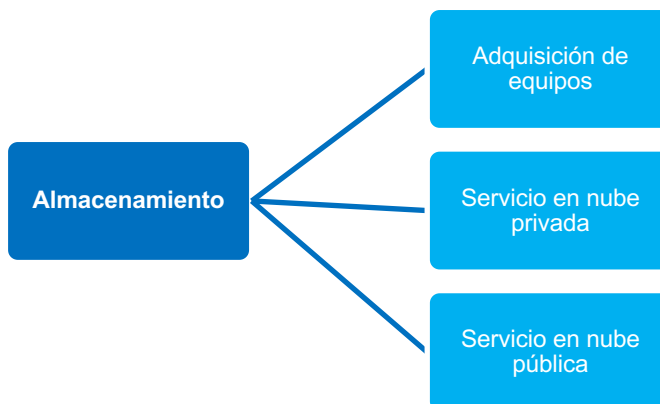 Adquisición de
equipos
Almacenamiento
Servicio en nube
privada
Servicio en nube
pública